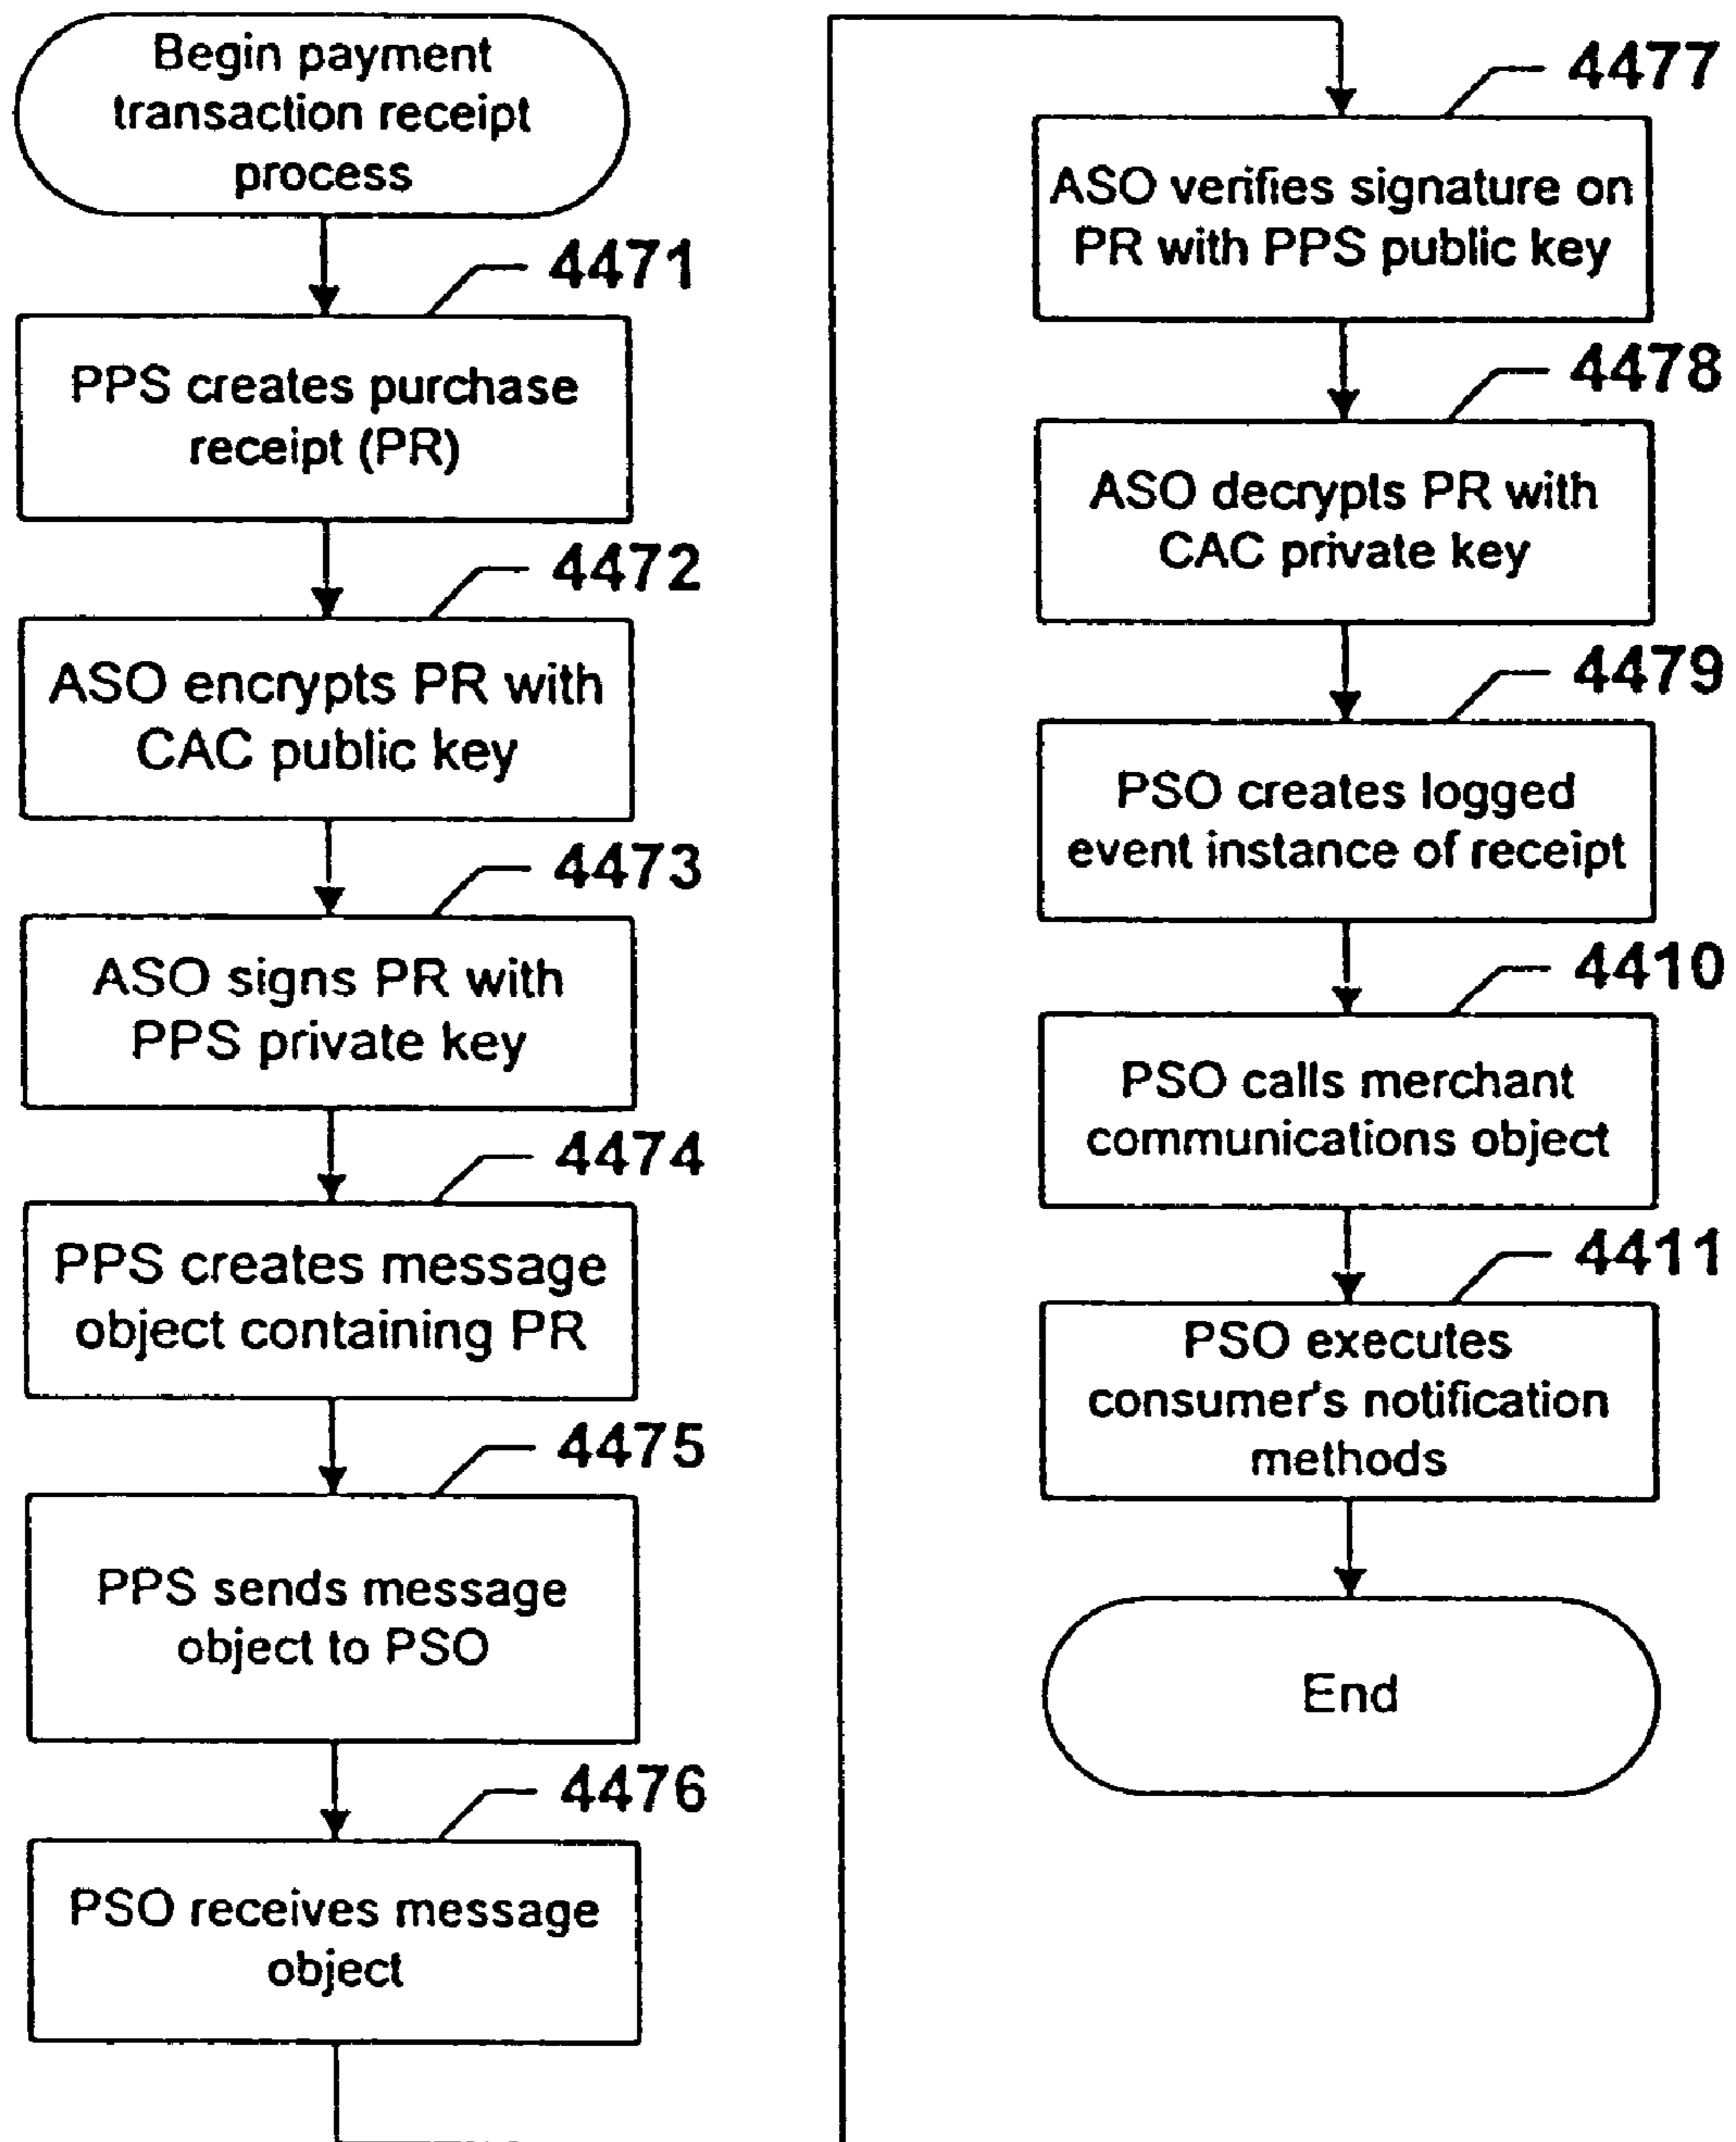 Begin payment
transaction receipt
process
4471
PPS creates purchase
receipt (PR)
4472
ASO encrypts PR with
CAC public key
4473
ASO signs PR with
PPS private key
4474
PPS creates message
object containing PR
4475
PPS sends message
object to PSO
4476
PSO receives message
object
4477
ASO verifies signature on
PR with PPS public key
4478
ASO decrypts PR with
CAC private key
4479
PSO creates logged
event instance of receipt
4410
PSO calls merchant
communications object
4411
PSO executes
consumer's notification
methods
End